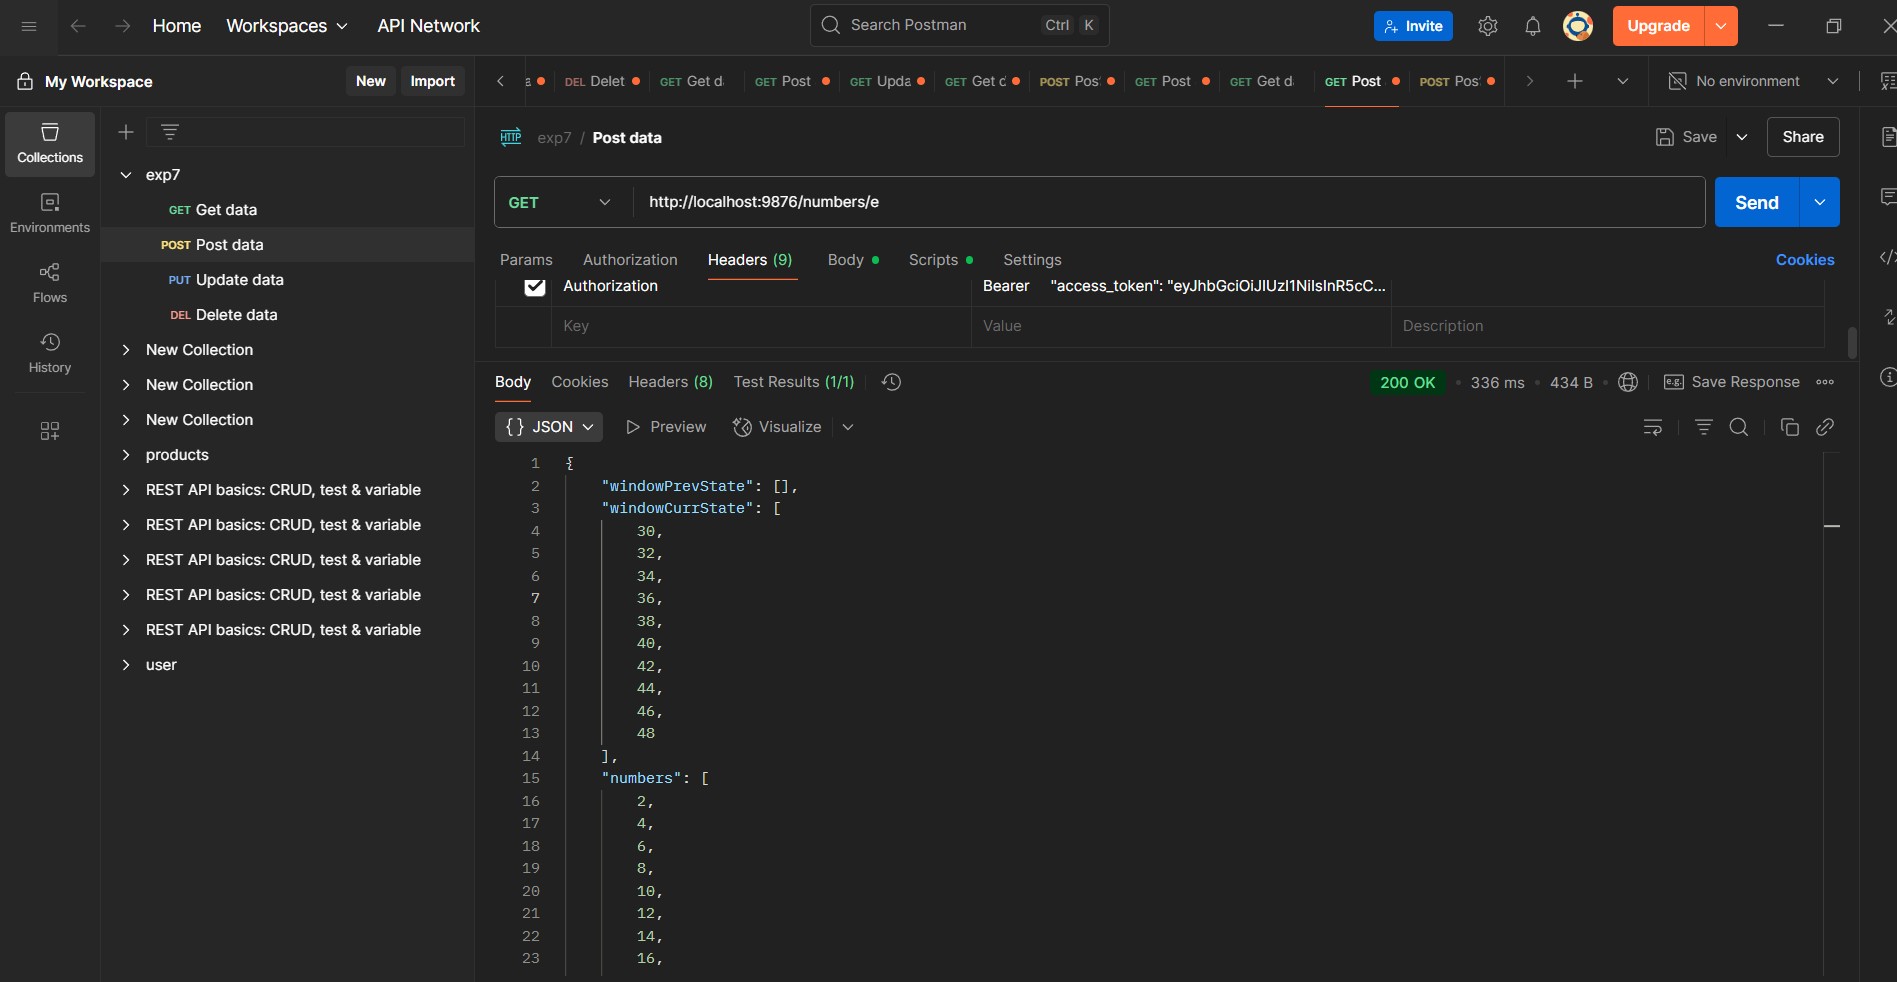 Home Workspaces API Network Search Postman Ctrl K Invite Upgrade
My Workspace New Import
DEL Delet GET Get d GET Post GET Upda GET Get d POST Pos GET Post GET Get d GET Post POST Pos No environment
Collections
Environments
Flows
History
exp7
GET Get data
POST Post data
PUT Update data
DEL Delete data
New Collection
New Collection
New Collection
products
REST API basics: CRUD, test & variable
REST API basics: CRUD, test & variable
REST API basics: CRUD, test & variable
REST API basics: CRUD, test & variable
REST API basics: CRUD, test & variable
user
HTTP exp7 / Post data Save Share
GET http://localhost:9876/numbers/e Send
Params Authorization Headers (9) Body Scripts Settings Cookies
Authorization Bearer "access_token": "eyJhbGciOiJIUzI1NiIsInR5cC...
Key Value Description
Body Cookies Headers (8) Test Results (1/1) 200 OK 336 ms 434 B e.g. Save Response
{} JSON Preview Visualize
1 {
2 "windowPrevState": [],
3 "windowCurrState": [
4 30,
5 32,
6 34,
7 36,
8 38,
9 40,
10 42,
11 44,
12 46,
13 48
14 ],
15 "numbers": [
16 2,
17 4,
18 6,
19 8,
20 10,
21 12,
22 14,
23 16,